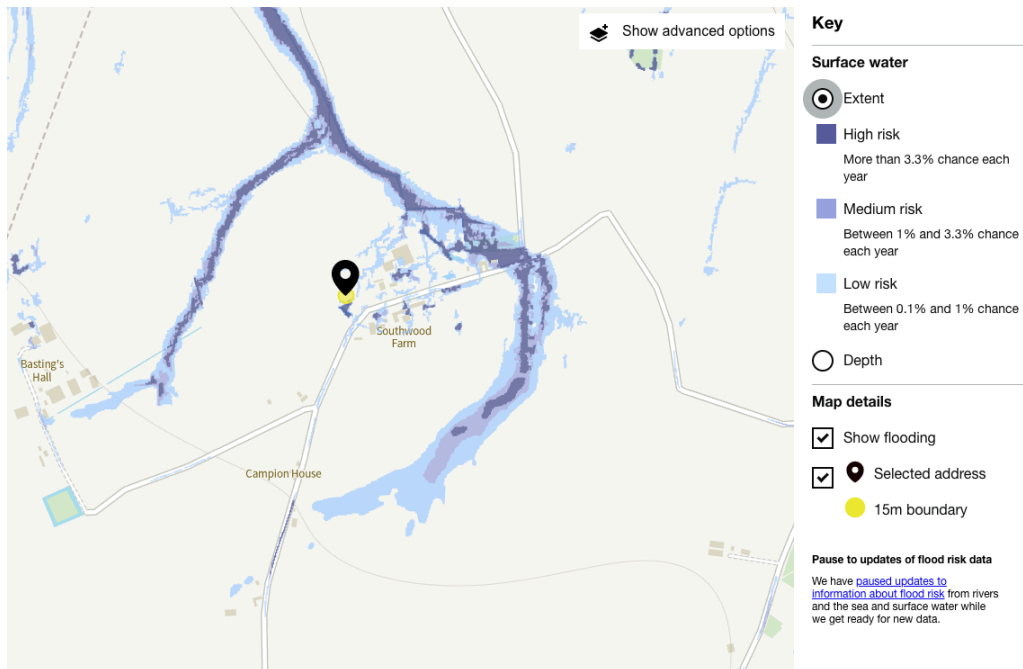 Show advanced options
Southwood
Farm
Basting's
Hall
Campion House
Key
Surface water
Extent
High risk
More than 3.3% chance each
year
Medium risk
Between 1% and 3.3% chance
each year
Low risk
Between 0.1% and 1% chance
each year
Depth
Map details
Show flooding
Selected address
15m boundary
Pause to updates of flood risk data
We have paused updates to
information about flood risk from rivers
and the sea and surface water while
we get ready for new data.